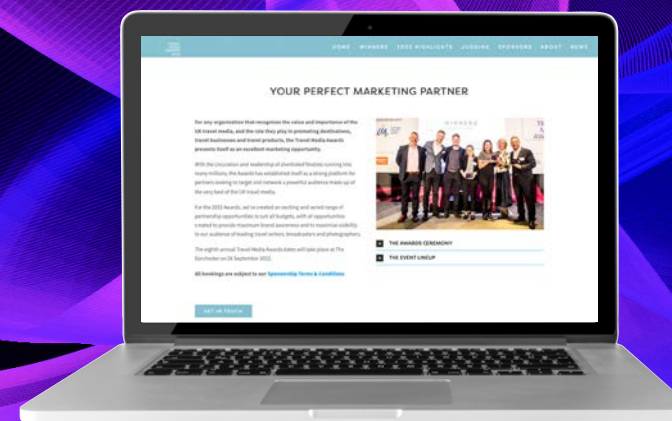 HOME WINNERS 2022 HIGHLIGHTS JUDGING SPONSORS ABOUT NEWS
YOUR PERFECT MARKETING PARTNER
For any organisation that recognises the value and importance of the
UK travel media, and the role they play in promoting destinations,
travel businesses and travel products, the Travel Media Awards
presents itself as an excellent marketing opportunity.
With the circulation and readership of shortlisted finalists running into
many millions, the Awards has established itself as a strong platform for
partners looking to target and network a powerful audience made up of
the very best of the UK travel media.
For the 2022 Awards, we've created an exciting and varied range of
partnership opportunities to suit all budgets, with all opportunities
created to provide maximum brand awareness and to maximise visibility
to our audience of leading travel writers, broadcasters and photographers.
The eighth annual Travel Media Awards will take place at The
Dorchester on 26 September 2022.
All bookings are subject to our Sponsorship Terms & Conditions
GET IN TOUCH
WINNERS
THE AWARDS CEREMONY
THE EVENT LINEUP